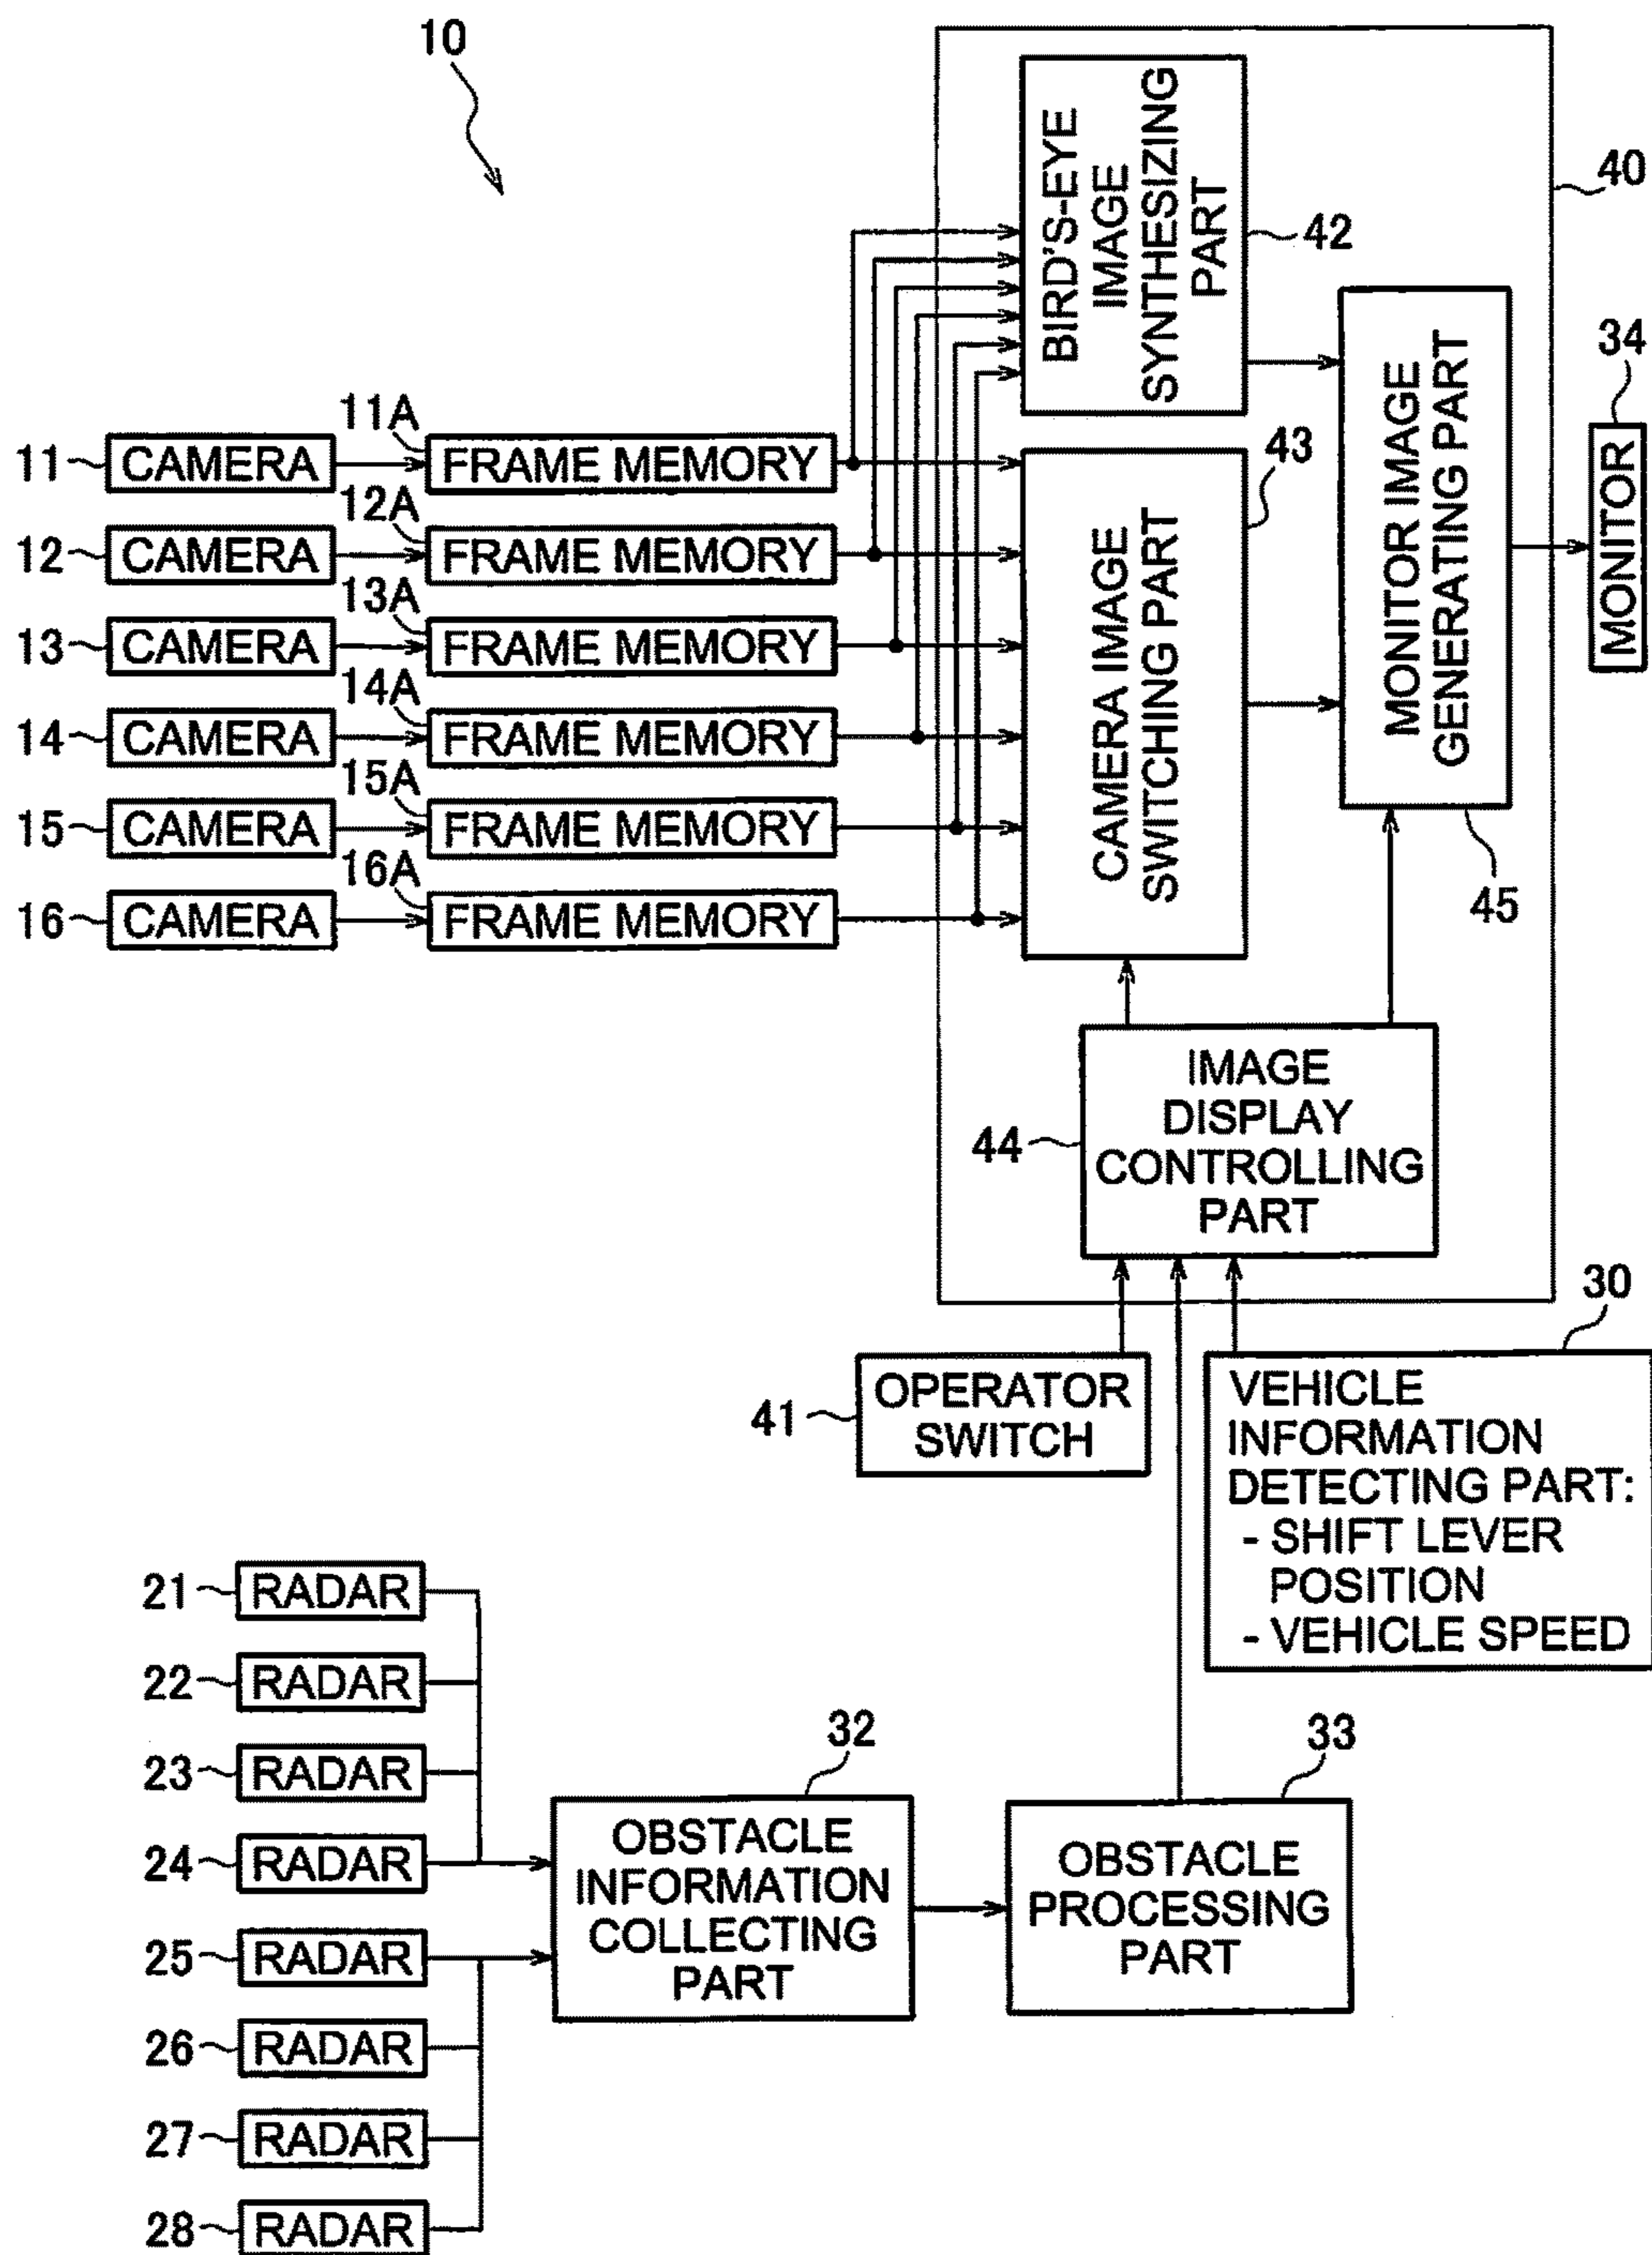 10
40
BIRD'S-EYE
IMAGE
SYNTHESIZING
PART
42
34
MONITOR
MONITOR IMAGE
GENERATING PART
45
43
CAMERA IMAGE
SWITCHING PART
11 CAMERA 11A FRAME MEMORY
12 CAMERA 12A FRAME MEMORY
13 CAMERA 13A FRAME MEMORY
14 CAMERA 14A FRAME MEMORY
15 CAMERA 15A FRAME MEMORY
16 CAMERA 16A FRAME MEMORY
44
IMAGE
DISPLAY
CONTROLLING
PART
30
41
OPERATOR
SWITCH
VEHICLE
INFORMATION
DETECTING PART:
- SHIFT LEVER
POSITION
- VEHICLE SPEED
21 RADAR
22 RADAR
23 RADAR
24 RADAR
25 RADAR
26 RADAR
27 RADAR
28 RADAR
32
OBSTACLE
INFORMATION
COLLECTING
PART
33
OBSTACLE
PROCESSING
PART